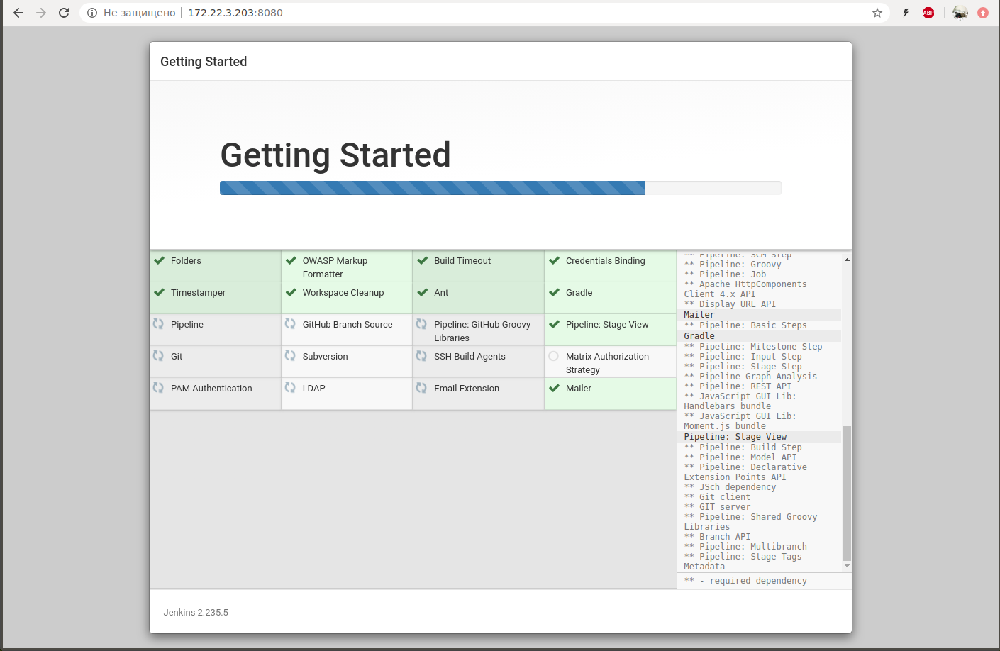 Не защищено
172.22.3.203:8080
ABP
Getting Started
Getting Started
Folders
OWASP Markup
Formatter
Build Timeout
Credentials Binding
Timestamper
Workspace Cleanup
Ant
Gradle
Pipeline
GitHub Branch Source
Pipeline: GitHub Groovy
Libraries
Pipeline: Stage View
Git
Subversion
SSH Build Agents
Matrix Authorization
Strategy
PAM Authentication
LDAP
Email Extension
Mailer
** Pipeline: SCM Step
** Pipeline: Groovy
** Pipeline: Job
** Apache HttpComponents
Client 4.x API
** Display URL API
Mailer
** Pipeline: Basic Steps
Gradle
** Pipeline: Milestone Step
** Pipeline: Input Step
** Pipeline: Stage Step
** Pipeline Graph Analysis
** Pipeline: REST API
** JavaScript GUI Lib:
Handlebars bundle
** JavaScript GUI Lib:
Moment.js bundle
Pipeline: Stage View
** Pipeline: Build Step
** Pipeline: Model API
** Pipeline: Declarative
Extension Points API
** JSch dependency
** Git client
** GIT server
** Pipeline: Shared Groovy
Libraries
** Branch API
** Pipeline: Multibranch
** Pipeline: Stage Tags
Metadata
** - required dependency
Jenkins 2.235.5